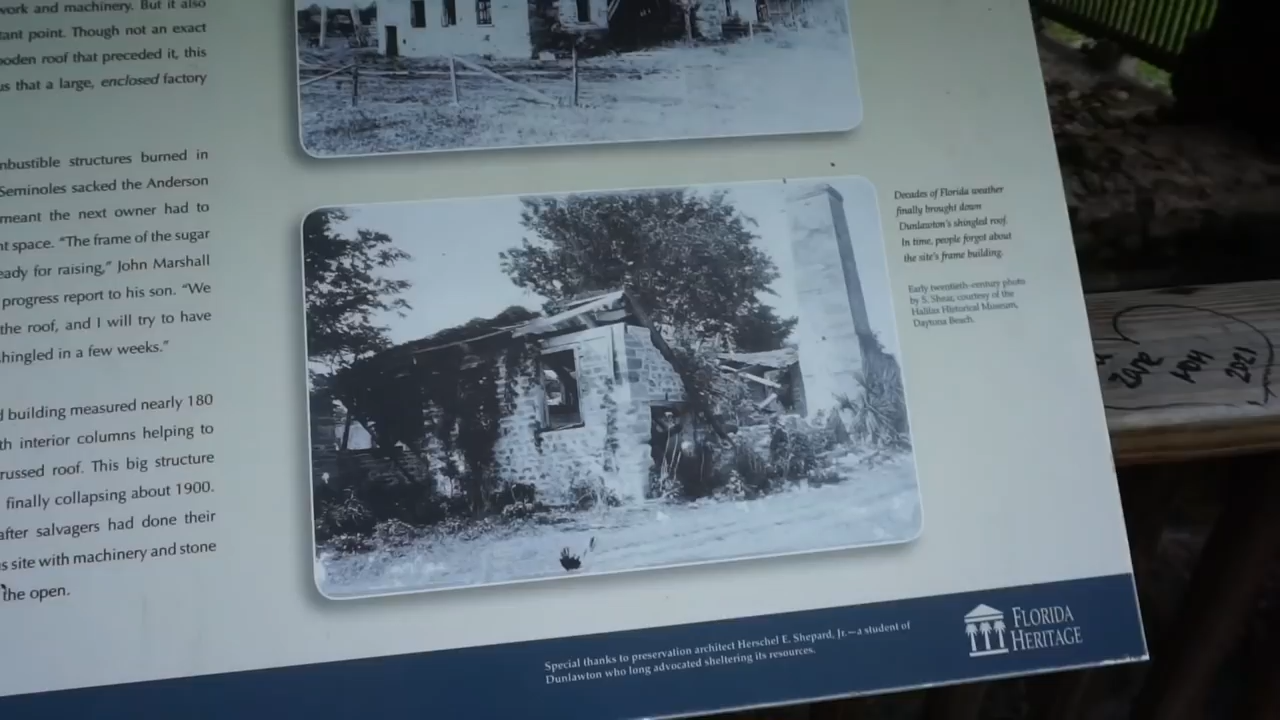 work and machinery. But it also
tant point. Though not an exact
ooden roof that preceded it, this
us that a large, enclosed factory
mbustible structures burned in
Seminoles sacked the Anderson
meant the next owner had to
nt space. “The frame of the sugar
eady for raising,” John Marshall
progress report to his son. “We
the roof, and I will try to have
hingled in a few weeks.”
d building measured nearly 180
th interior columns helping to
russed roof. This big structure
finally collapsing about 1900.
after salvagers had done their
s site with machinery and stone
the open.
Decades of Florida weather
finally brought down
Dunlawton's shingled roof.
In time, people forgot about
the site's frame building.
Early twentieth-century photo
by S. Shear, courtesy of the
Halifax Historical Museum,
Daytona Beach.
Special thanks to preservation architect Herschel E. Shepard, Jr.—a student of
Dunlawton who long advocated sheltering its resources.
FLORIDA
HERITAGE
2021